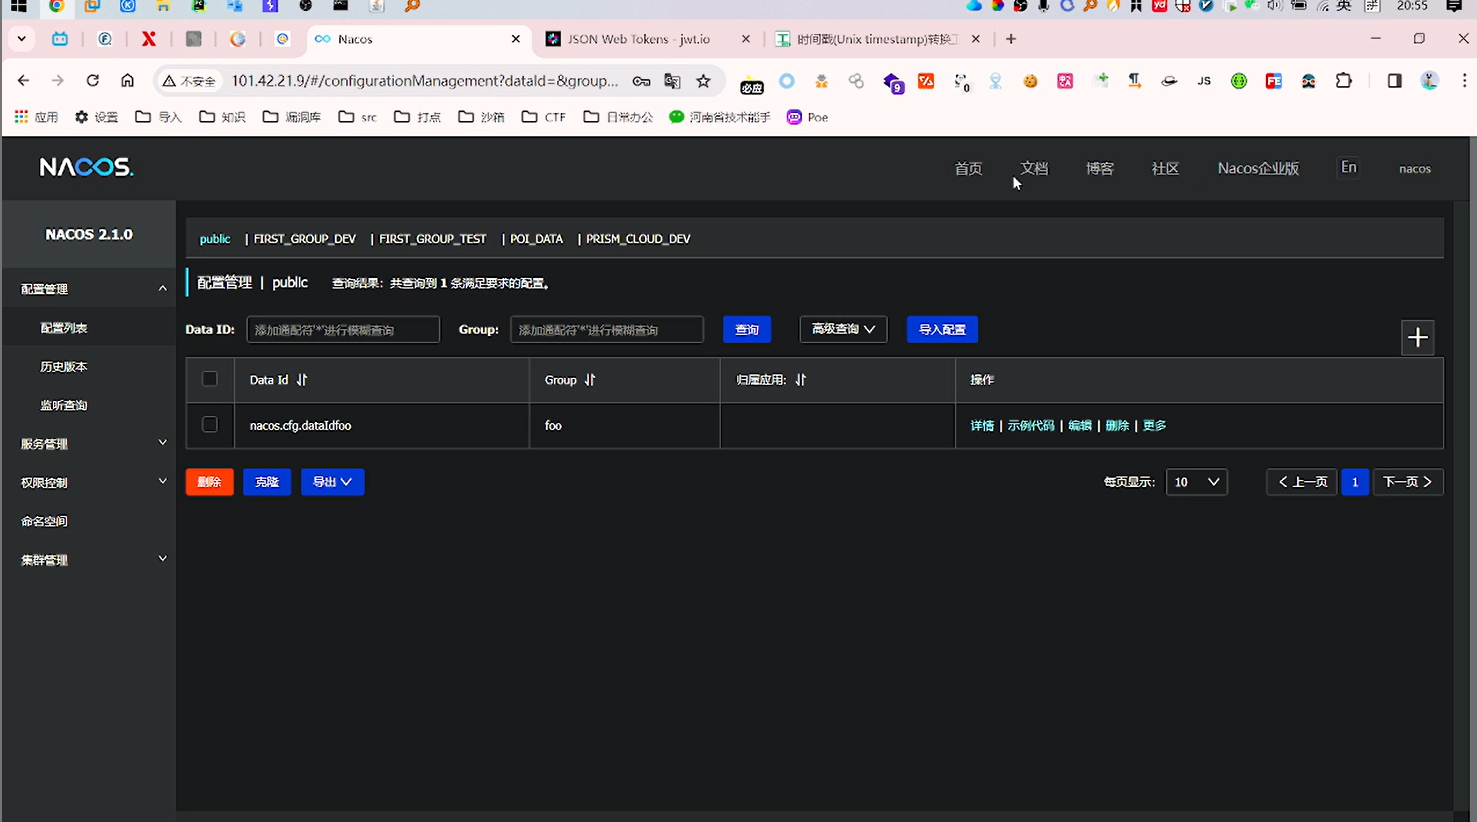 英 拼 20:55
Nacos
JSON Web Tokens - jwt.io
时间戳(Unix timestamp)转换工
不安全 101.42.21.9/#/configurationManagement?dataId=&group... 必应 9 0 JS
应用 设置 导入 知识 漏洞库 src 打点 沙箱 CTF 日常办公 河南省技术能手 Poe
NACOS. 首页 文档 博客 社区 Nacos企业版 En nacos
NACOS 2.1.0
配置管理
配置列表
历史版本
监听查询
服务管理
权限控制
命名空间
集群管理
public | FIRST_GROUP_DEV | FIRST_GROUP_TEST | POI_DATA | PRISM_CLOUD_DEV
配置管理 | public 查询结果：共查询到 1 条满足要求的配置。
Data ID: 添加通配符'*'进行模糊查询 Group: 添加通配符'*'进行模糊查询 查询 高级查询 导入配置
Data Id Group 归属应用: 操作
nacos.cfg.dataIdfoo foo 详情 | 示例代码 | 编辑 | 删除 | 更多
删除 克隆 导出 每页显示: 10 上一页 1 下一页